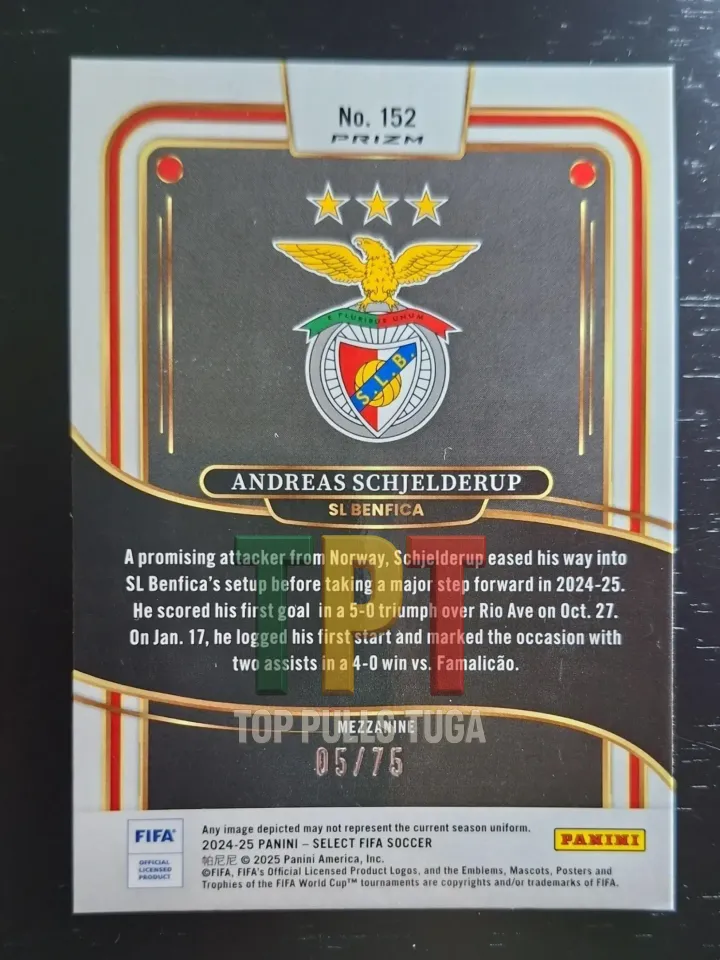 No. 152
PRIZM
E PLURIBUS UNUM
S.L.B.
ANDREAS SCHJELDERUP
SL BENFICA
A promising attacker from Norway, Schjelderup eased his way into
SL Benfica's setup before taking a major step forward in 2024-25.
He scored his first goal in a 5-0 triumph over Rio Ave on Oct. 27.
On Jan. 17, he logged his first start and marked the occasion with
two assists in a 4-0 win vs. Famalicão.
TPT
TOP PULLS TUGA
MEZZANINE
05/75
FIFA
OFFICIAL
LICENSED
PRODUCT
Any image depicted may not represent the current season uniform.
2024-25 PANINI – SELECT FIFA SOCCER
帕尼尼 © 2025 Panini America, Inc.
©FIFA, FIFA's Official Licensed Product Logos, and the Emblems, Mascots, Posters and
Trophies of the FIFA World Cup™ tournaments are copyrights and/or trademarks of FIFA.
PANINI